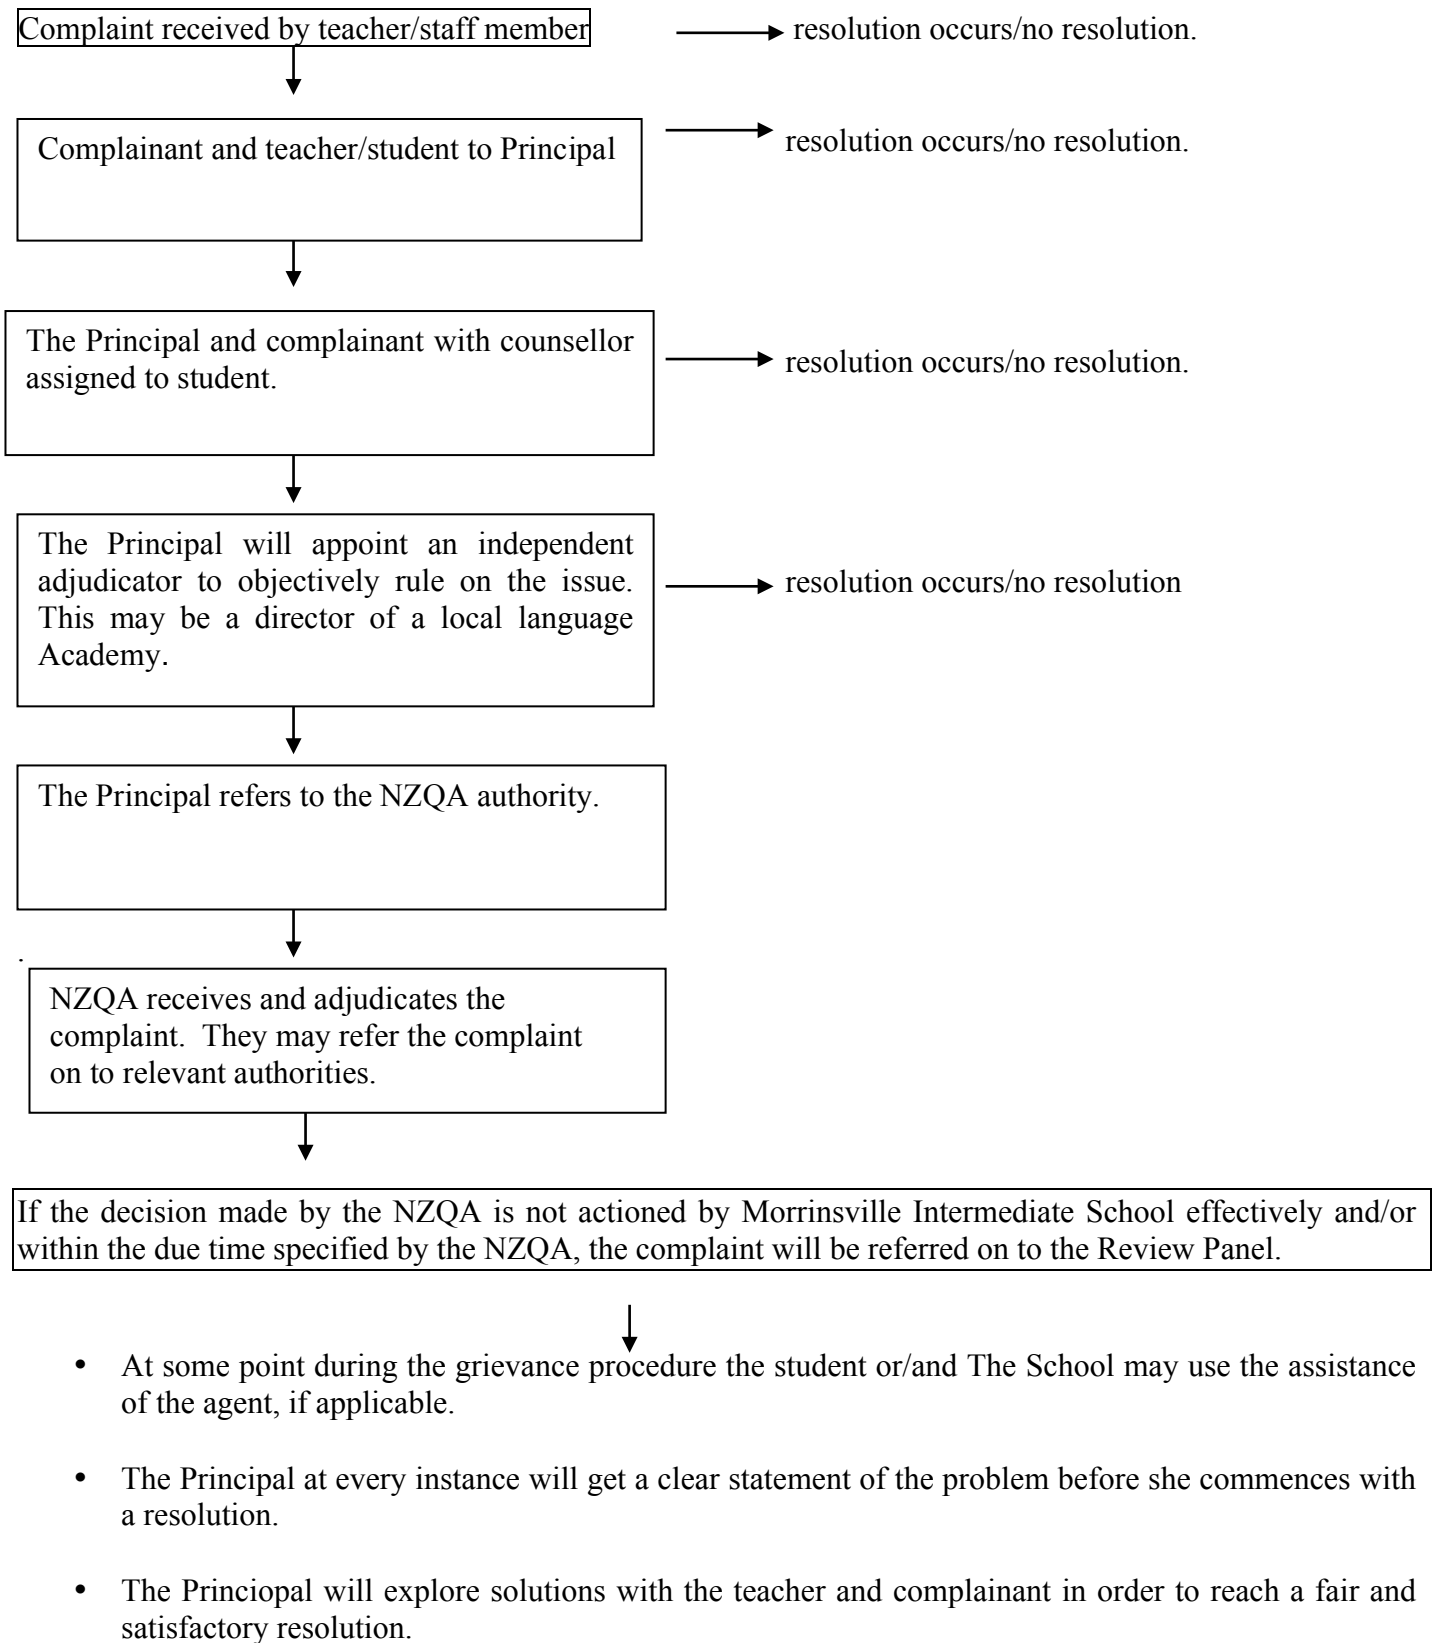 Complaint received by teacher/staff member
resolution occurs/no resolution.
Complainant and teacher/student to Principal
resolution occurs/no resolution.
The Principal and complainant with counsellor
assigned to student.
resolution occurs/no resolution.
The Principal will appoint an independent
adjudicator to objectively rule on the issue.
This may be a director of a local language
Academy.
resolution occurs/no resolution
The Principal refers to the NZQA authority.
.
NZQA receives and adjudicates the
complaint.  They may refer the complaint
on to relevant authorities.
If the decision made by the NZQA is not actioned by Morrinsville Intermediate School effectively and/or
within the due time specified by the NZQA, the complaint will be referred on to the Review Panel.
• At some point during the grievance procedure the student or/and The School may use the assistance
of the agent, if applicable.
• The Principal at every instance will get a clear statement of the problem before she commences with
a resolution.
• The Princiopal will explore solutions with the teacher and complainant in order to reach a fair and
satisfactory resolution.